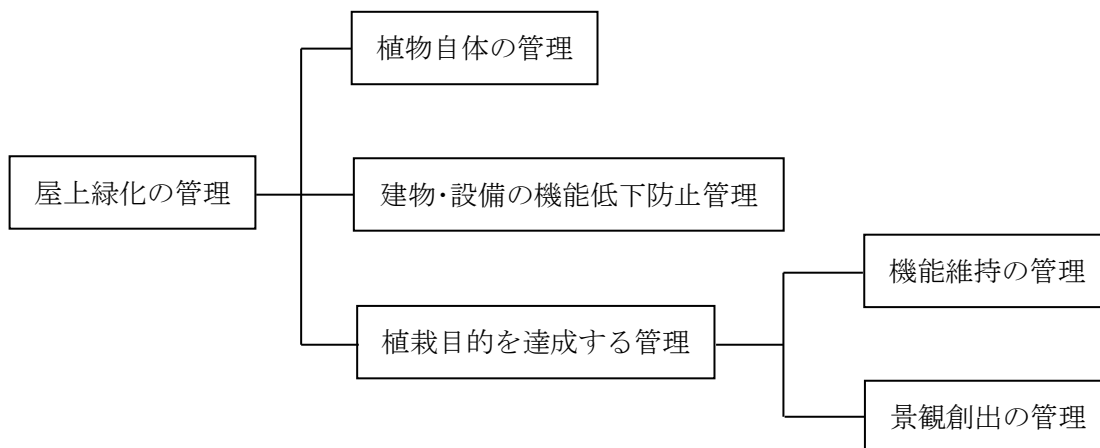 植物自体の管理
屋上緑化の管理
建物・設備の機能低下防止管理
機能維持の管理
植栽目的を達成する管理
景観創出の管理